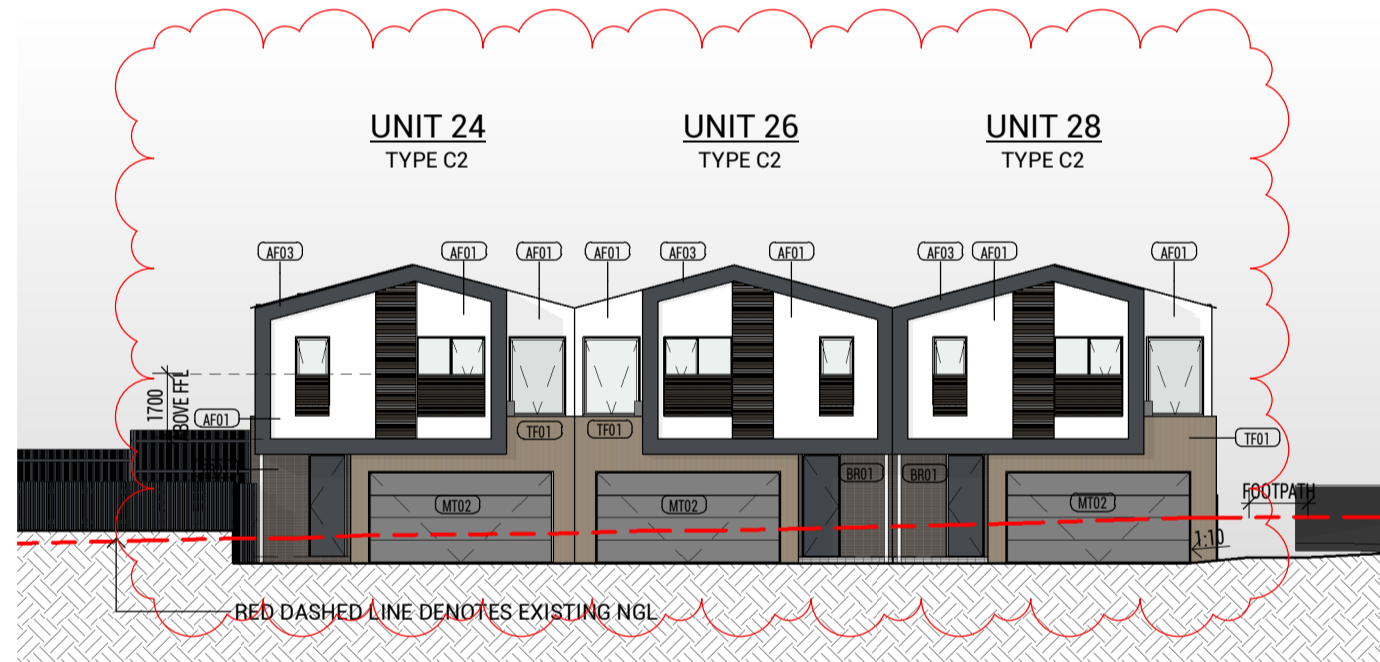 UNIT 24
TYPE C2
UNIT 26
TYPE C2
UNIT 28
TYPE C2
AF03
AF01
AF01
AF01
AF03
AF01
AF03
AF01
AF01
1700
ABOVE FFL
AF01
TF01
TF01
TF01
BR01
BR01
MT02
MT02
MT02
FOOTPATH
1:10
RED DASHED LINE DENOTES EXISTING NGL